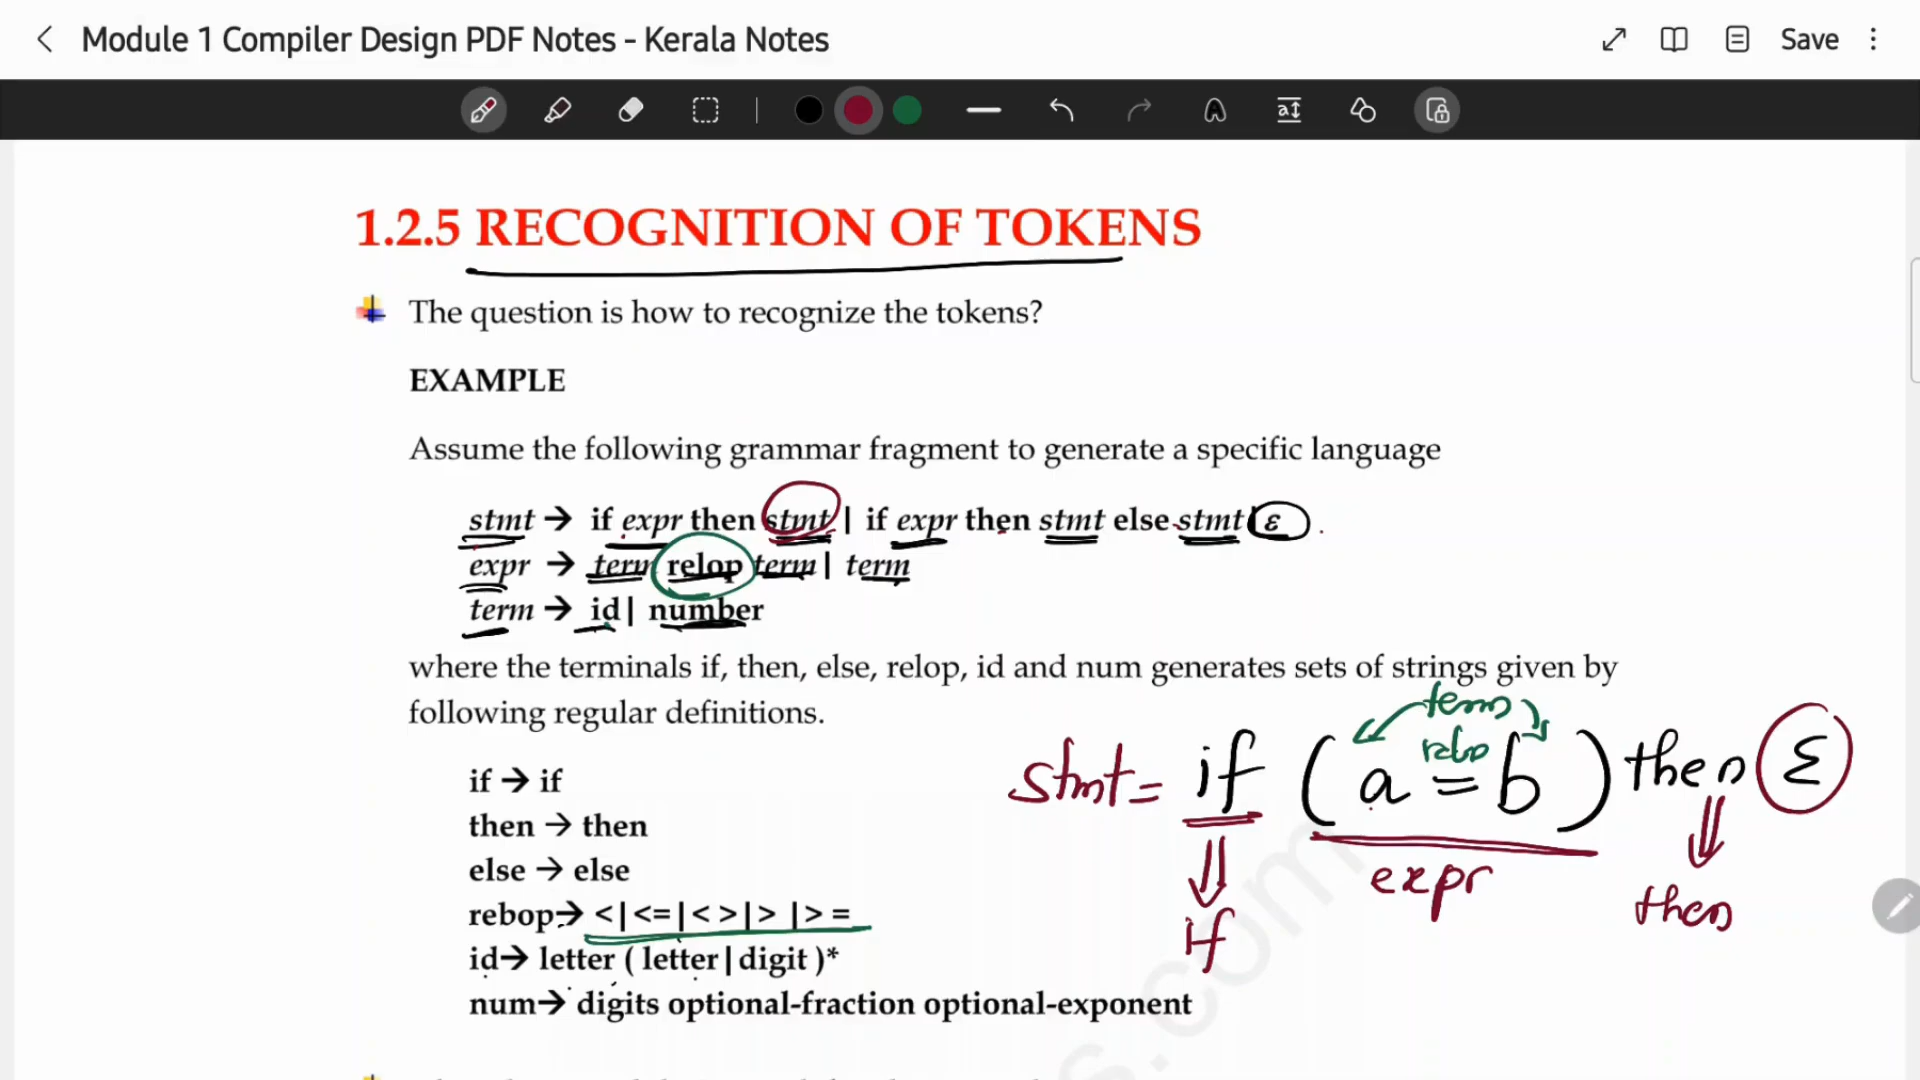 Module 1 Compiler Design PDF Notes - Kerala Notes
Save
1.2.5 RECOGNITION OF TOKENS
The question is how to recognize the tokens?
EXAMPLE
Assume the following grammar fragment to generate a specific language
stmt → if expr then stmt | if expr then stmt else stmt | ε
expr → term relop term | term
term → id | number
where the terminals if, then, else, relop, id and num generates sets of strings given by
following regular definitions.
term
relop
stmt = if (a = b) then ε
expr
if
then
if → if
then → then
else → else
rebop→ <|<=|< >|> |> =
id→ letter ( letter | digit )*
num→ digits optional-fraction optional-exponent
s.com